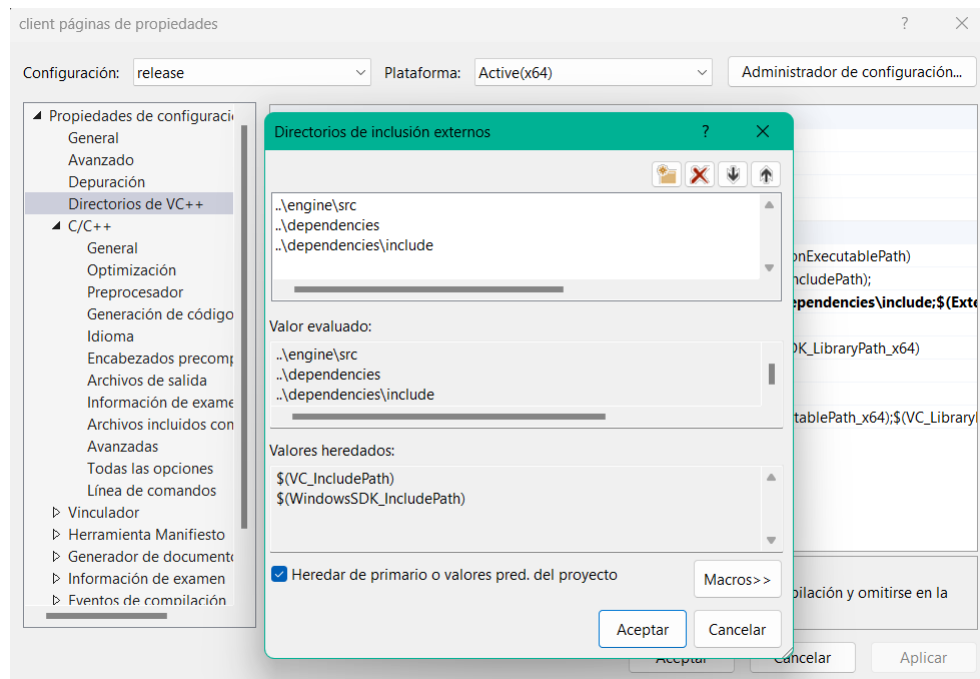 client páginas de propiedades
Configuración: release Plataforma: Active(x64) Administrador de configuración...
Propiedades de configuraci
General
Avanzado
Depuración
Directorios de VC++
C/C++
General
Optimización
Preprocesador
Generación de código
Idioma
Encabezados precomp
Archivos de salida
Información de exame
Archivos incluidos con
Avanzadas
Todas las opciones
Línea de comandos
Vinculador
Herramienta Manifiesto
Generador de documento
Información de examen
Eventos de compilación
Directorios de inclusión externos
..\engine\src
..\dependencies
..\dependencies\include
Valor evaluado:
..\engine\src
..\dependencies
..\dependencies\include
Valores heredados:
$(VC_IncludePath)
$(WindowsSDK_IncludePath)
Heredar de primario o valores pred. del proyecto
Macros>>
Aceptar Cancelar
onExecutablePath)
ncludePath);
ependencies\include;$(Exte
DK_LibraryPath_x64)
tablePath_x64);$(VC_Library
pilación y omitirse en la
Aceptar Cancelar Aplicar